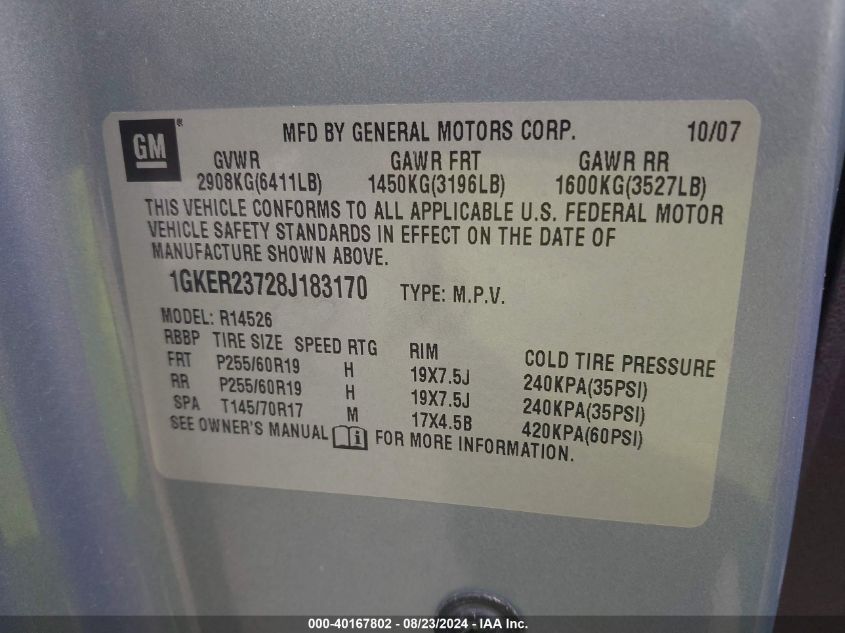 GM ® MFD BY GENERAL MOTORS CORP. 10/07
GVWR GAWR FRT GAWR RR
2908KG(6411LB) 1450KG(3196LB) 1600KG(3527LB)
THIS VEHICLE CONFORMS TO ALL APPLICABLE U.S. FEDERAL MOTOR
VEHICLE SAFETY STANDARDS IN EFFECT ON THE DATE OF
MANUFACTURE SHOWN ABOVE.
1GKER23728J183170 TYPE: M.P.V.
MODEL: R14526
RBBP TIRE SIZE SPEED RTG RIM COLD TIRE PRESSURE
FRT P255/60R19 H 19X7.5J 240KPA(35PSI)
RR P255/60R19 H 19X7.5J 240KPA(35PSI)
SPA T145/70R17 M 17X4.5B 420KPA(60PSI)
SEE OWNER'S MANUAL FOR MORE INFORMATION.
000-40167802 - 08/23/2024 - IAA Inc.